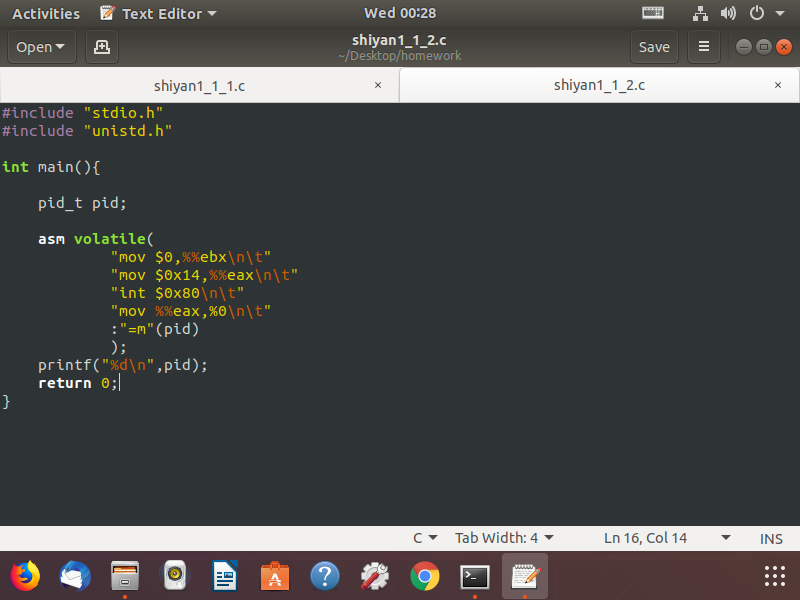 Activities Text Editor Wed 00:28
Open shiyan1_1_2.c Save
~/Desktop/homework
shiyan1_1_1.c × shiyan1_1_2.c ×
#include "stdio.h"
#include "unistd.h"
int main(){
pid_t pid;
asm volatile(
"mov $0,%%ebx\n\t"
"mov $0x14,%%eax\n\t"
"int $0x80\n\t"
"mov %%eax,%0\n\t"
:"=m"(pid)
);
printf("%d\n",pid);
return 0;
}
C Tab Width: 4 Ln 16, Col 14 INS